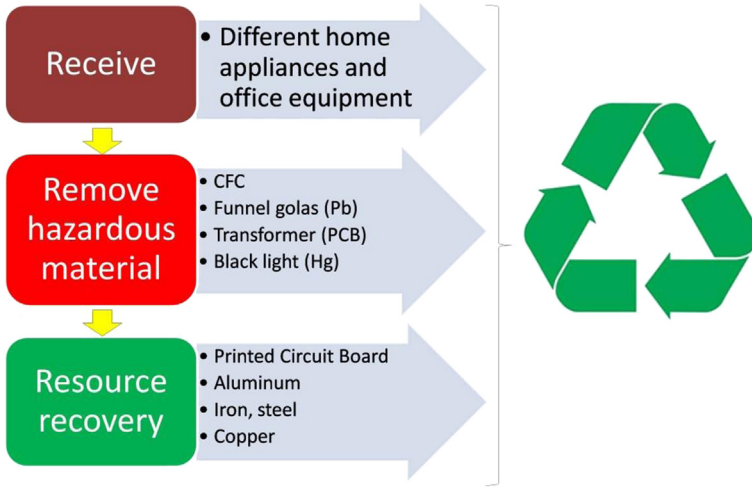 Receive
• Different home
appliances and
office equipment
Remove
hazardous
material
• CFC
• Funnel golas (Pb)
• Transformer (PCB)
• Black light (Hg)
Resource
recovery
• Printed Circuit Board
• Aluminum
• Iron, steel
• Copper